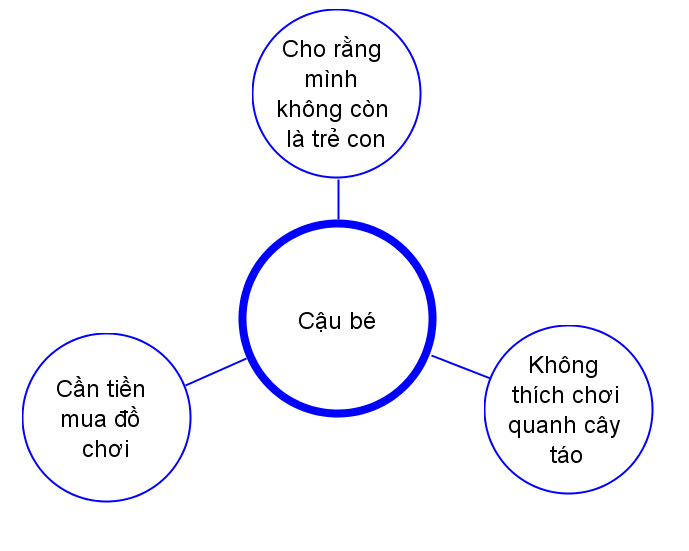 Cho rằng
mình
không còn
là trẻ con
Cậu bé
Cần tiền
mua đồ
chơi
Không
thích chơi
quanh cây
táo